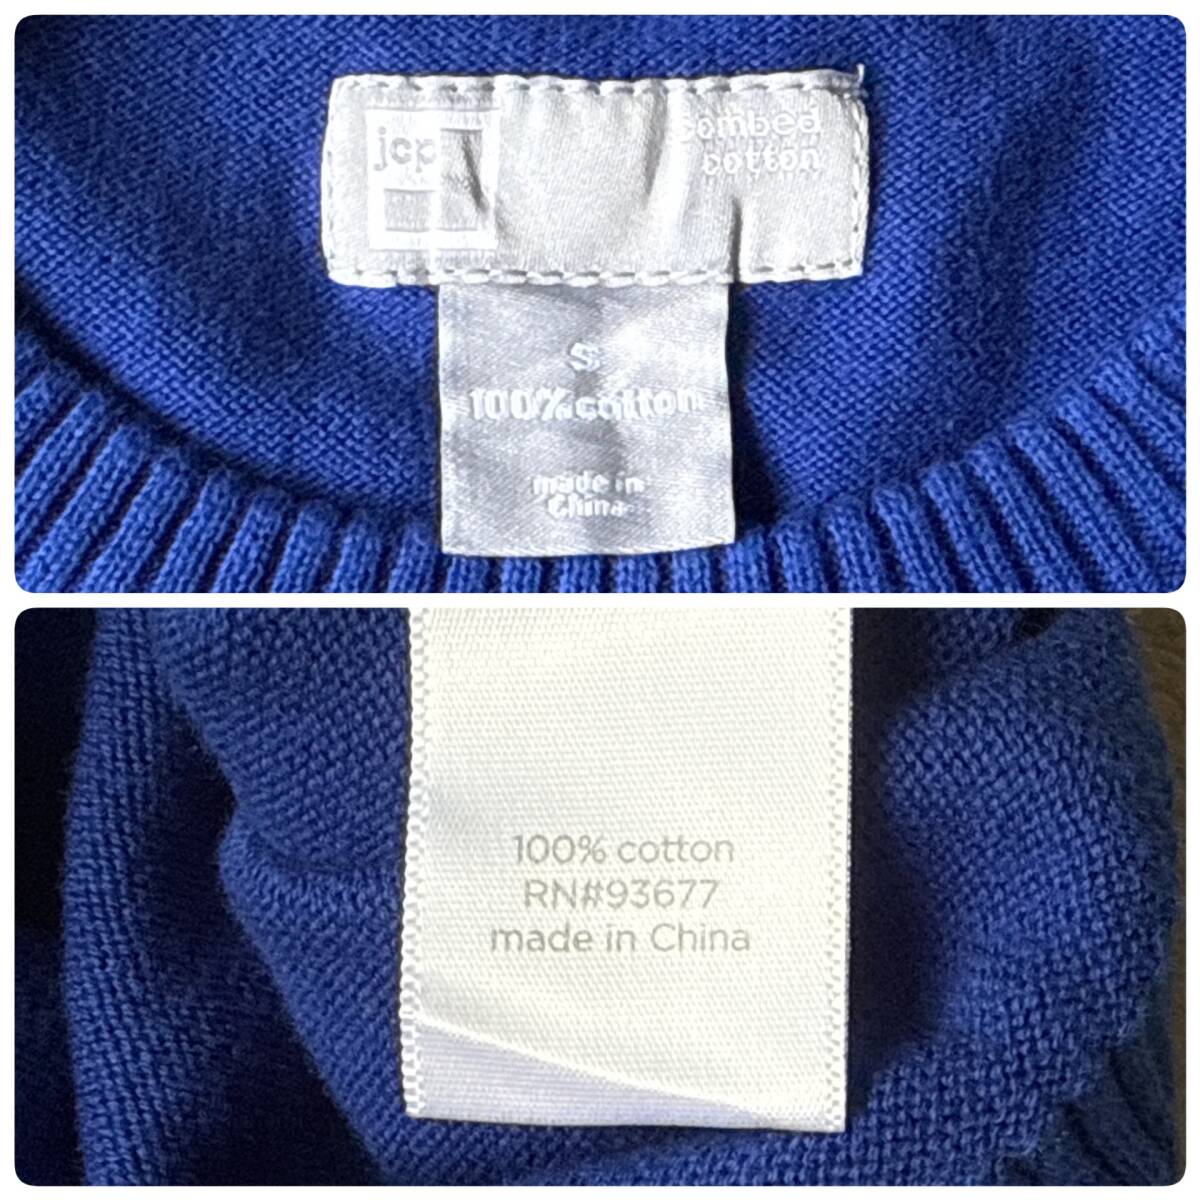 jcp
combed
cotton
S
100% cotton
made in
China
100% cotton
RN#93677
made in China